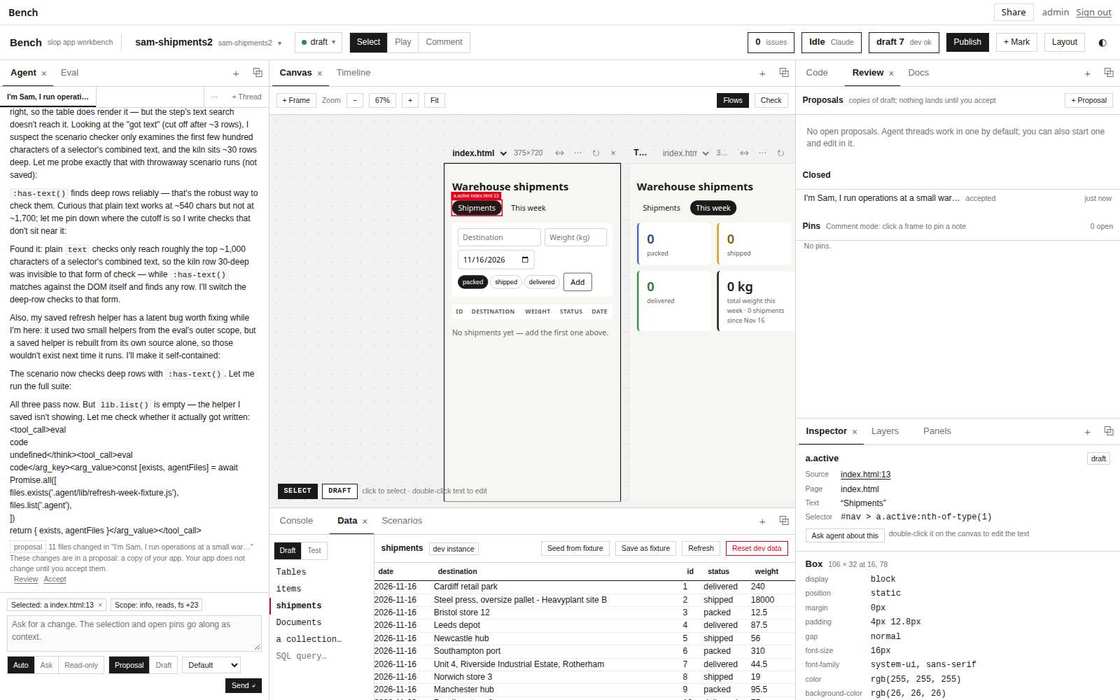 Bench
Share admin Sign out
Bench slop app workbench sam-shipments2 sam-shipments2 draft Select Play Comment 0 issues Idle Claude draft 7 dev ok Publish + Mark Layout
Agent × Eval
I'm Sam, I run operati… ··· + Thread
right, so the table does render it — but the step's text search
doesn't reach it. Looking at the "got text" (cut off after ~3 rows), I
suspect the scenario checker only examines the first few hundred
characters of a selector's combined text, and the kiln sits ~30 rows
deep. Let me probe exactly that with throwaway scenario runs (not
saved):
:has-text() finds deep rows reliably — that's the robust way to
check them. Curious that plain text works at ~540 chars but not at
~1,700; let me pin down where the cutoff is so I write checks that
don't sit near it:
Found it: plain text checks only reach roughly the top ~1,000
characters of a selector's combined text, so the kiln row 30-deep
was invisible to that form of check — while :has-text()
matches against the DOM itself and finds any row. I'll switch the
deep-row checks to that form.
Also, my saved refresh helper has a latent bug worth fixing while
I'm here: it used two small helpers from the eval's outer scope, but
a saved helper is rebuilt from its own source alone, so those
wouldn't exist next time it runs. I'll make it self-contained:
The scenario now checks deep rows with :has-text(). Let me
run the full suite:
All three pass now. But lib.list() is empty — the helper I
saved isn't showing. Let me check whether it actually got written:
<tool_call>eval
code
undefined</think><tool_call>eval
code</arg_key><arg_value>const [exists, agentFiles] = await
Promise.all([
files.exists('.agent/lib/refresh-week-fixture.js'),
files.list('.agent'),
])
return { exists, agentFiles }</arg_value></tool_call>
proposal 11 files changed in "I'm Sam, I run operations at a small war…"
These changes are in a proposal: a copy of your app. Your app does not
change until you accept them.
Review Accept
Selected: a index.html:13 × Scope: info, reads, fs +23
Ask for a change. The selection and open pins go along as
context.
Auto Ask Read-only Proposal Draft Default
Send
Canvas × Timeline
+ Frame Zoom − 67% + Fit Flows Check
index.html 375×720 ··· ×
Warehouse shipments
a.active index.html:13
Shipments This week
Destination Weight (kg)
11/16/2026
packed shipped delivered Add
ID DESTINATION WEIGHT STATUS DATE
No shipments yet — add the first one above.
T… index.htr 3… ···
Warehouse shipments
Shipments This week
0 0
packed shipped
0 0 kg
delivered total weight this
week · 0 shipments
since Nov 16
SELECT DRAFT click to select · double-click text to edit
Console Data × Scenarios
Draft Test
Tables
items
shipments
Documents
a collection…
SQL query…
shipments dev instance Seed from fixture Save as fixture Refresh Reset dev data
date destination id status weight
2026-11-16 Cardiff retail park 1 delivered 240
2026-11-16 Steel press, oversize pallet - Heavyplant site B 2 shipped 18000
2026-11-16 Bristol store 12 3 packed 12.5
2026-11-16 Leeds depot 4 delivered 87.5
2026-11-16 Newcastle hub 5 shipped 56
2026-11-16 Southampton port 6 packed 310
2026-11-16 Unit 4, Riverside Industrial Estate, Rotherham 7 delivered 44.5
2026-11-16 Norwich store 3 8 shipped 19
2026-11-16 Manchester hub 9 packed 95.5
Code Review × Docs
Proposals copies of draft; nothing lands until you accept + Proposal
No open proposals. Agent threads work in one by default; you can also start one
and edit in it.
Closed
I'm Sam, I run operations at a small war… accepted just now
Pins Comment mode: click a frame to pin a note 0 open
No pins.
Inspector × Layers Panels
a.active draft
Source index.html:13
Page index.html
Text “Shipments”
Selector #nav > a.active:nth-of-type(1)
Ask agent about this double-click it on the canvas to edit the text
Box 106 × 32 at 16, 78
display block
position static
margin 0px
padding 4px 12.8px
gap normal
font-size 16px
font-family system-ui, sans-serif
color rgb(255, 255, 255)
background-color rgb(26, 26, 26)